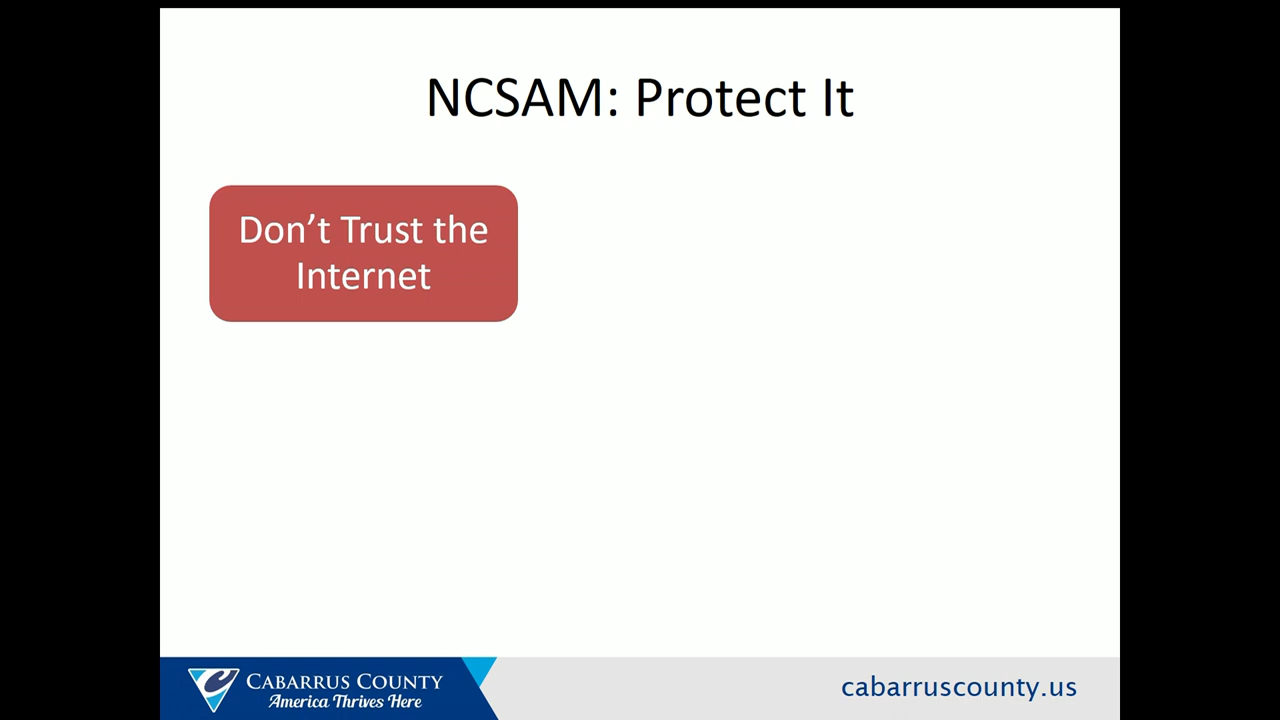 NCSAM: Protect It
Don’t Trust the
Internet
CABARRUS COUNTY
America Thrives Here
cabarruscounty.us